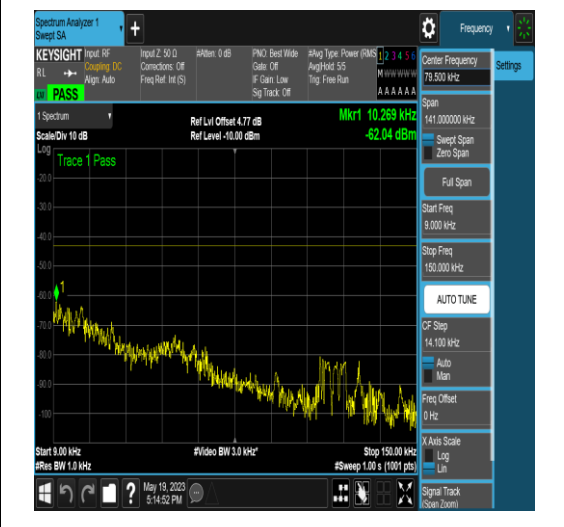 Spectrum Analyzer 1
Swept SA
+
Frequency
KEYSIGHT
RL
Input: RF
Coupling: DC
Align: Auto
Input Z: 50 Ω
Corrections: Off
Freq Ref: Int (S)
#Atten: 0 dB
PNO: Best Wide
Gate: Off
IF Gain: Low
Sig Track: Off
#Avg Type: Power (RMS
Avg|Hold: 5/5
Trig: Free Run
1 2 3 4 5 6
M W W W W W
A A A A A A
PASS
1 Spectrum
Scale/Div 10 dB
Ref Lvl Offset 4.77 dB
Ref Level -10.00 dBm
Mkr1 10.269 kHz
-62.04 dBm
Log
Trace 1 Pass
-20.0
-30.0
-40.0
-50.0
-60.0
-70.0
-80.0
-90.0
-100
1
Start 9.00 kHz
#Res BW 1.0 kHz
#Video BW 3.0 kHz*
Stop 150.00 kHz
#Sweep 1.00 s (1001 pts)
?
May 19, 2023
5:14:52 PM
Center Frequency
79.500 kHz
Settings
Span
141.000000 kHz
Swept Span
Zero Span
Full Span
Start Freq
9.000 kHz
Stop Freq
150.000 kHz
AUTO TUNE
CF Step
14.100 kHz
Auto
Man
Freq Offset
0 Hz
X Axis Scale
Log
Lin
Signal Track
(Span Zoom)